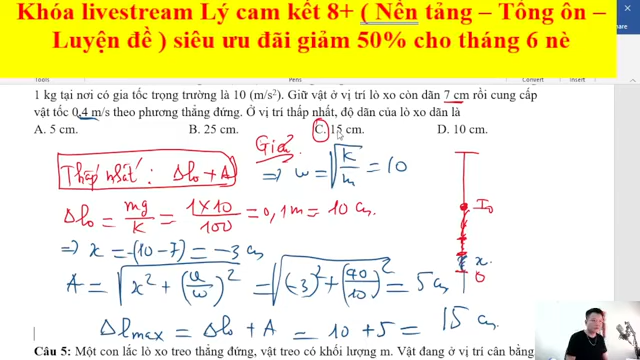 Khóa livestream Lý cam kết 8+ ( Nền tảng – Tổng ôn –
Luyện đề ) siêu ưu đãi giảm 50% cho tháng 6 nè
1 kg tại nơi có gia tốc trọng trường là 10 (m/s²). Giữ vật ở vị trí lò xo còn dãn 7 cm rồi cung cấp
vật tốc 0,4 m/s theo phương thẳng đứng. Ở vị trí thấp nhất, độ dãn của lò xo dãn là
A. 5 cm. B. 25 cm. C. 15 cm. D. 10 cm.
Giải
Thấp nhất : Δl₀ + A
⇒ ω = √(k/m) = 10
Δl₀ = mg/K = 1×10/100 = 0,1m = 10 cm.
I₀
⇒ x = -(10 - 7) = -3 cm
x
O
A = √(x² + (v/ω)²) = √((-3)² + (40/10)²) = 5 cm
Δlmax = Δl₀ + A = 10 + 5 = 15 cm.
Câu 5: Một con lắc lò xo treo thẳng đứng, vật treo có khối lượng m. Vật đang ở vị trí cân bằng